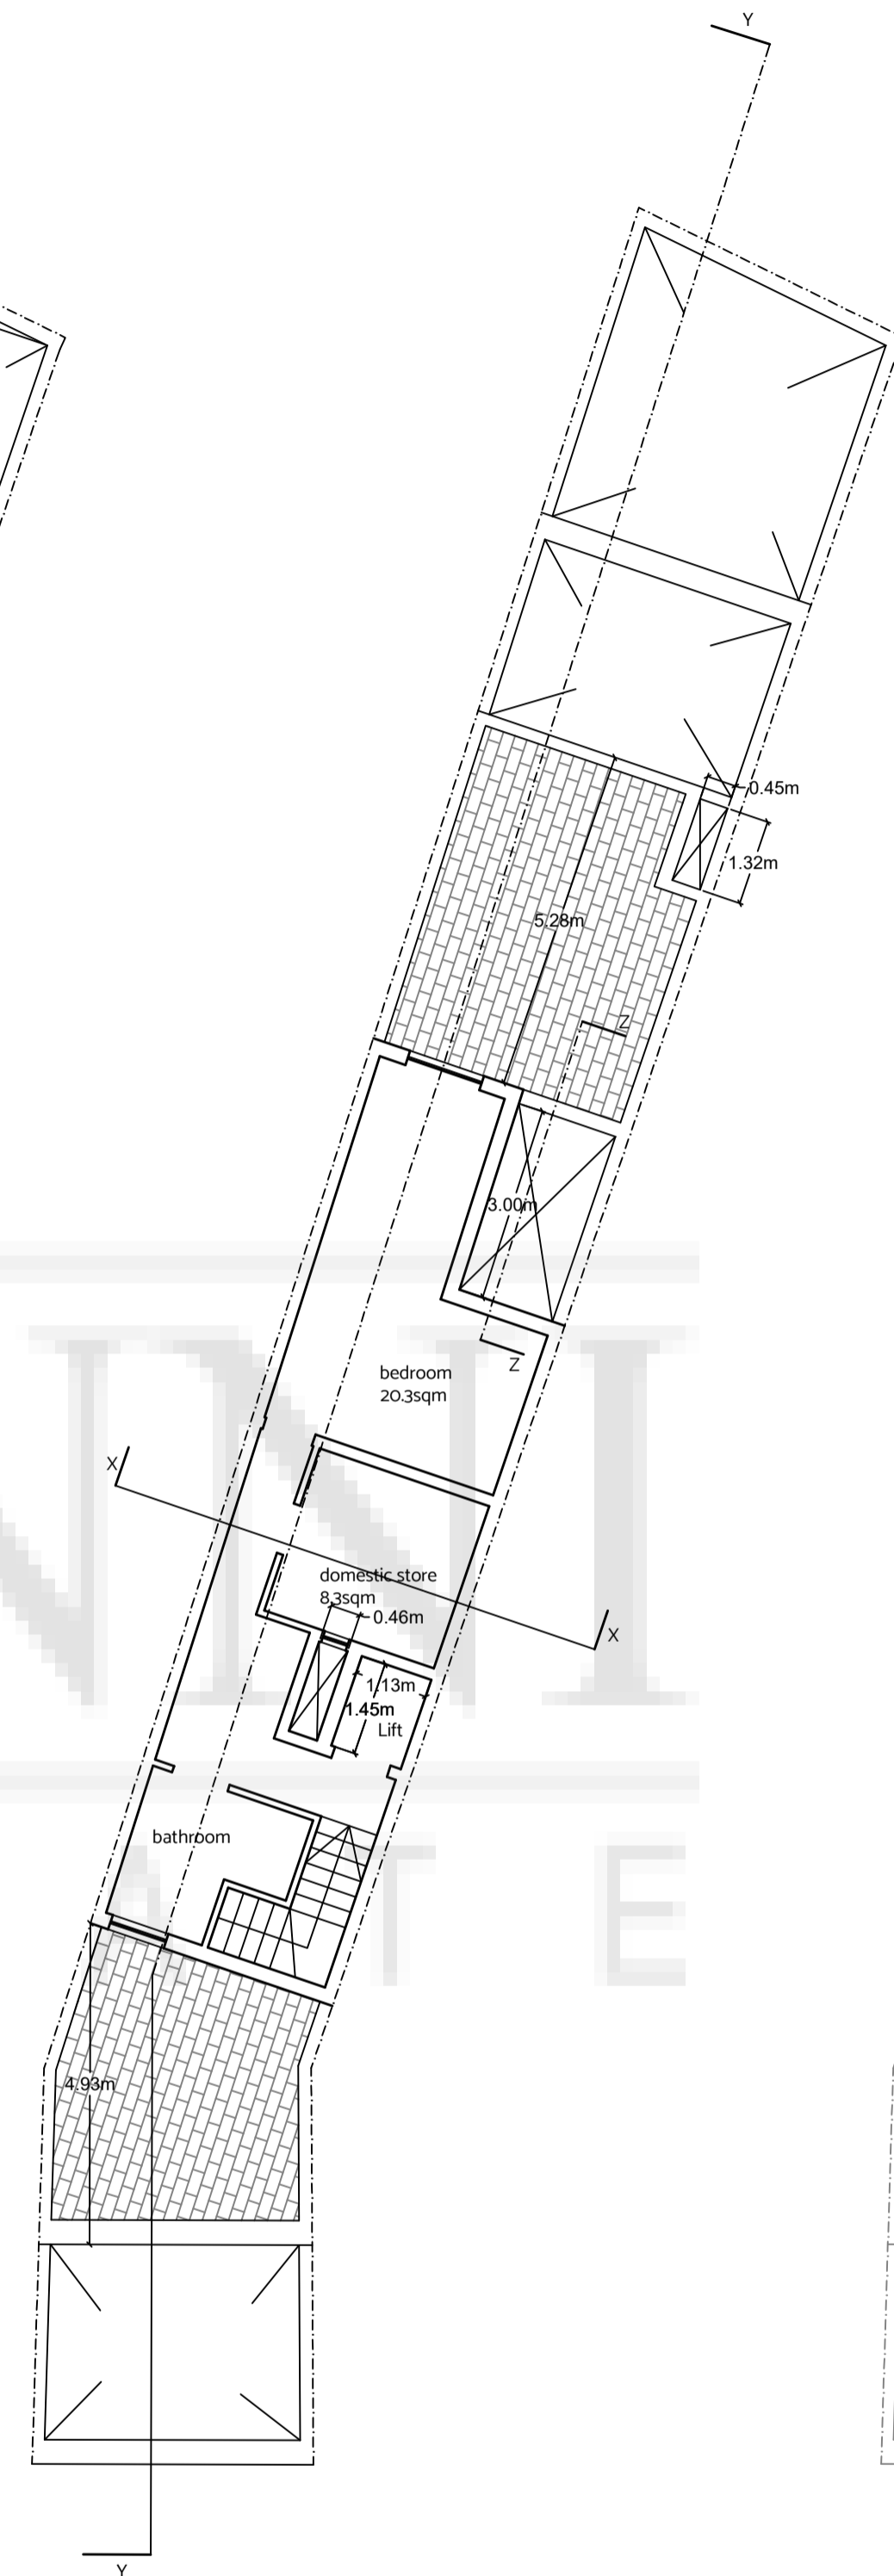 Y
0.45m
1.32m
5.28m
Z
3.00m
Z
bedroom
20.3sqm
X
domestic store
8.3sqm
0.46m
X
1.13m
1.45m
Lift
bathroom
4.93m
Y
NNI
A T E